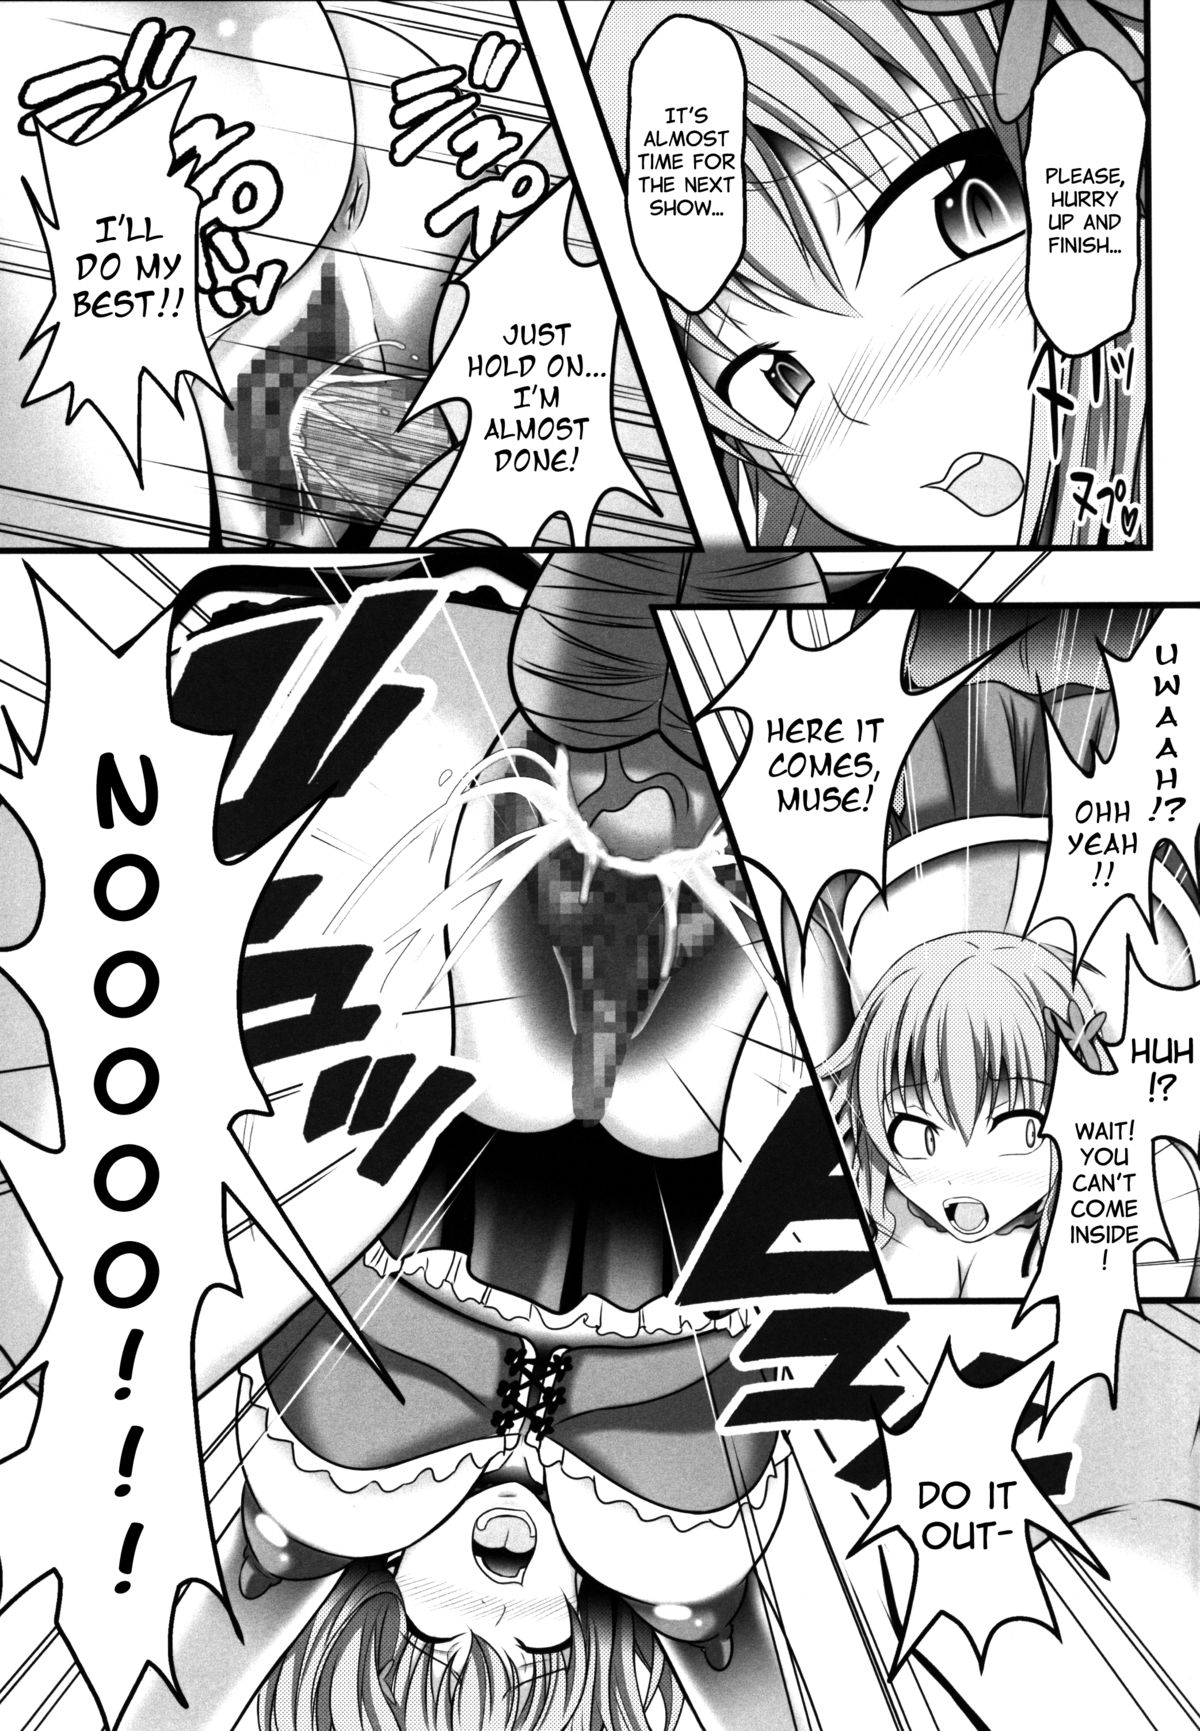 PLEASE,
HURRY
UP AND
FINISH...
IT'S
ALMOST
TIME FOR
THE NEXT
SHOW...
ヌプ♡
JUST
HOLD ON...
I'M
ALMOST
DONE!
I'LL
DO MY
BEST!!
UWAAH!?
OHH
YEAH
!!
HERE IT
COMES,
MUSE!
HUH
!?
WAIT!
YOU
CAN'T
COME
INSIDE
!
DO IT
OUT-
NOOOOO!!!